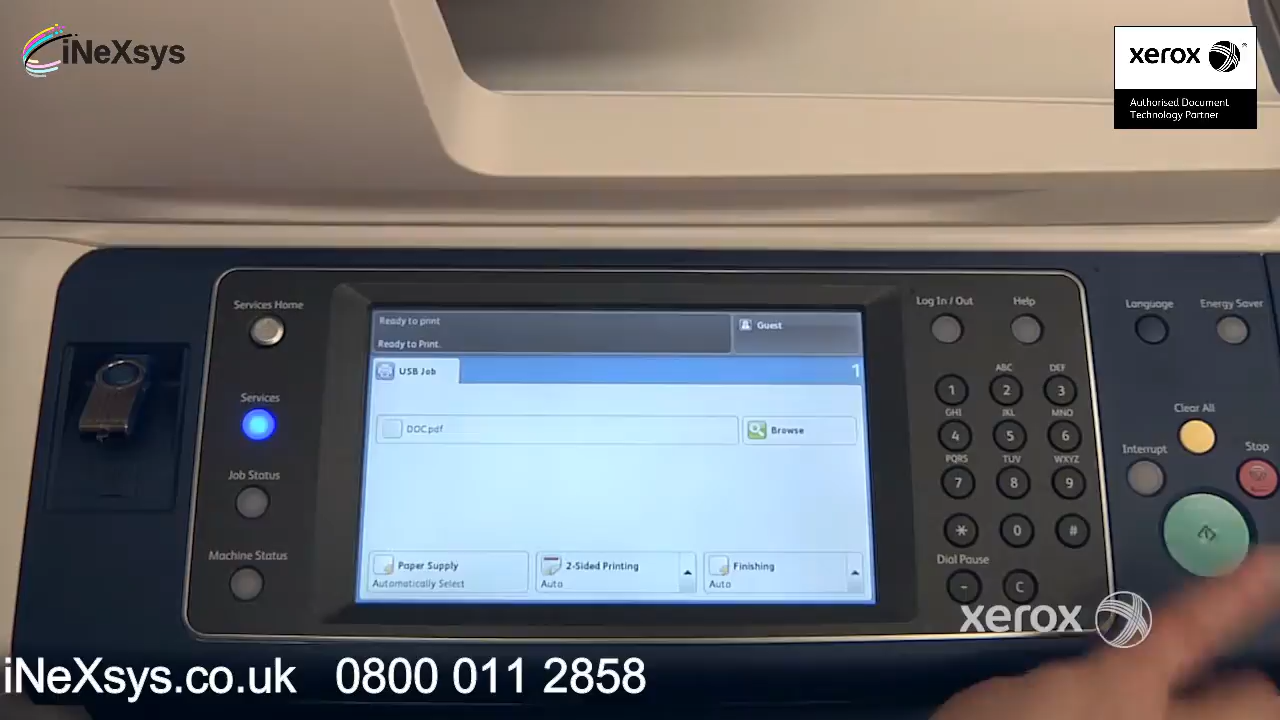 iNeXsys
xerox
Authorised Document
Technology Partner
Services Home
Services
Job Status
Machine Status
Ready to print
Ready to Print.
Guest
USB Job
1
DOC.pdf
Browse
Paper Supply
Automatically Select
2-Sided Printing
Auto
Finishing
Auto
Log In / Out
Help
Language
Energy Saver
ABC
DEF
1
2
3
GHI
JKL
MNO
4
5
6
PQRS
TUV
WXYZ
7
8
9
*
0
#
Dial Pause
-
C
Clear All
Interrupt
Stop
xerox
iNeXsys.co.uk 0800 011 2858